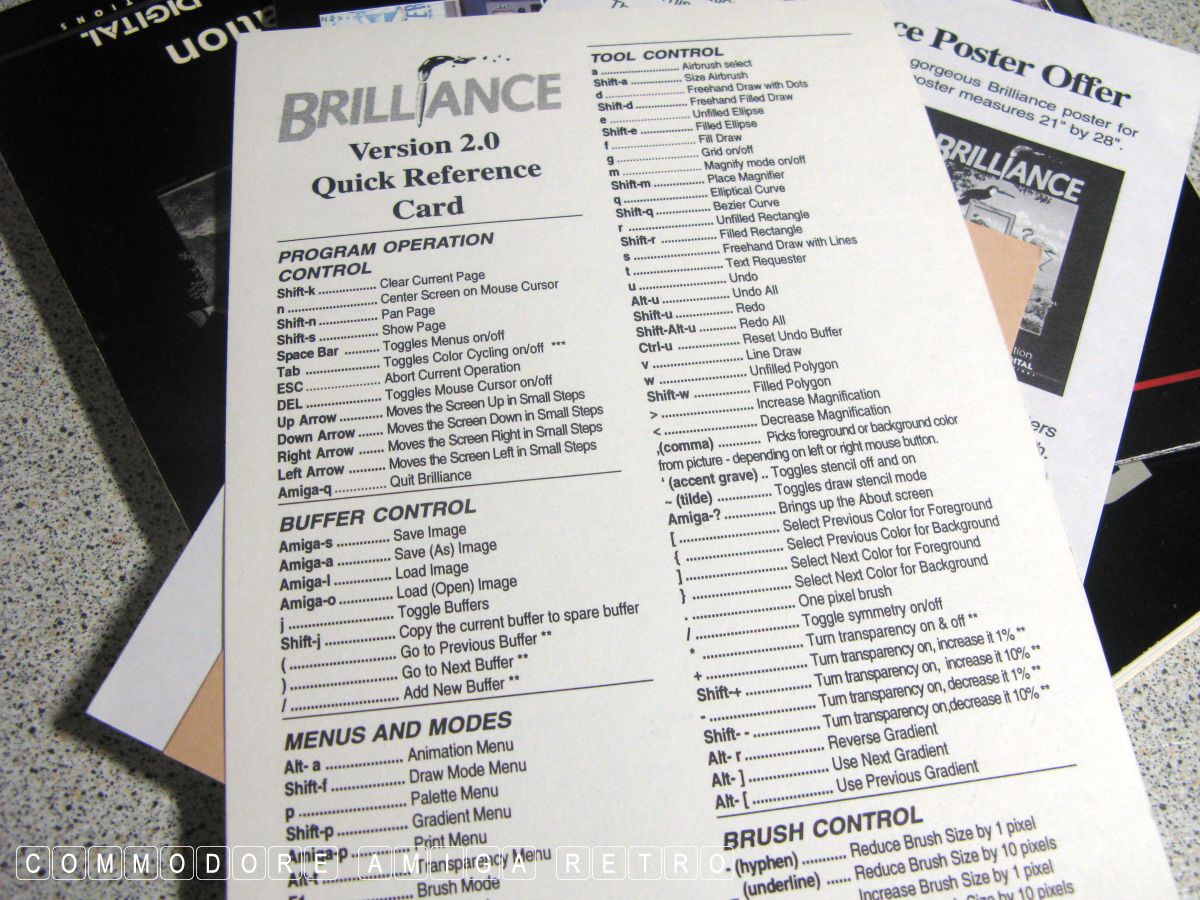 DIGITAL
BRILLIANCE
Version 2.0
Quick Reference
Card
PROGRAM OPERATION
CONTROL
Shift-k ............... Clear Current Page
n ........................ Center Screen on Mouse Cursor
Shift-n ............... Pan Page
Shift-s ............... Show Page
Space Bar ......... Toggles Menus on/off
Tab .................... Toggles Color Cycling on/off ***
ESC .................... Abort Current Operation
DEL .................... Toggles Mouse Cursor on/off
Up Arrow ............ Moves the Screen Up in Small Steps
Down Arrow ....... Moves the Screen Down in Small Steps
Right Arrow ....... Moves the Screen Right in Small Steps
Left Arrow .......... Moves the Screen Left in Small Steps
Amiga-q .............. Quit Brilliance
BUFFER CONTROL
Amiga-s .............. Save Image
Amiga-a .............. Save (As) Image
Amiga-l ............... Load Image
Amiga-o .............. Load (Open) Image
j .......................... Toggle Buffers
Shift-j ................. Copy the current buffer to spare buffer
( .......................... Go to Previous Buffer **
) .......................... Go to Next Buffer **
/ .......................... Add New Buffer **
MENUS AND MODES
Alt- a ................... Animation Menu
Shift-f .................. Draw Mode Menu
p .......................... Palette Menu
Shift-p ................. Gradient Menu
Amiga-p .............. Print Menu
Alt-t .................... Transparency Menu
Brush Mode
TOOL CONTROL
a .......................... Airbrush select
Shift-a ................. Size Airbrush
d .......................... Freehand Draw with Dots
Shift-d ................. Freehand Filled Draw
e .......................... Unfilled Ellipse
Shift-e ................. Filled Ellipse
f .......................... Fill Draw
g .......................... Grid on/off
m ......................... Magnify mode on/off
Shift-m ............... Place Magnifier
q .......................... Elliptical Curve
Shift-q ................. Bezier Curve
r .......................... Unfilled Rectangle
Shift-r ................. Filled Rectangle
s .......................... Freehand Draw with Lines
t .......................... Text Requester
u .......................... Undo
Alt-u ................... Undo All
Shift-u ................. Redo
Shift-Alt-u .......... Redo All
Ctrl-u ................... Reset Undo Buffer
v .......................... Line Draw
w ......................... Unfilled Polygon
Shift-w ................ Filled Polygon
> .......................... Increase Magnification
< .......................... Decrease Magnification
,(comma) ............ Picks foreground or background color
from picture - depending on left or right mouse button.
‘ (accent grave) .. Toggles stencil off and on
~ (tilde) .............. Toggles draw stencil mode
Amiga-? .............. Brings up the About screen
[ .......................... Select Previous Color for Foreground
{ .......................... Select Previous Color for Background
] .......................... Select Next Color for Foreground
} .......................... Select Next Color for Background
. .......................... One pixel brush
/ .......................... Toggle symmetry on/off
* .......................... Turn transparency on & off **
+ .......................... Turn transparency on, increase it 1% **
Shift-+ ................ Turn transparency on, increase it 10% **
- .......................... Turn transparency on, decrease it 1% **
Shift- - ................ Turn transparency on,decrease it 10% **
Alt- r .................... Reverse Gradient
Alt- ] .................... Use Next Gradient
Alt- [ .................... Use Previous Gradient
BRUSH CONTROL
- (hyphen) .......... Reduce Brush Size by 1 pixel
(underline) ...... Reduce Brush Size by 10 pixels
Increase Brush Size by 1 pixel
Brush Size by 10 pixels
ce Poster Offer
gorgeous Brilliance poster for
poster measures 21" by 28".
BRILLIANCE
COMMODORE AMIGA RETRO